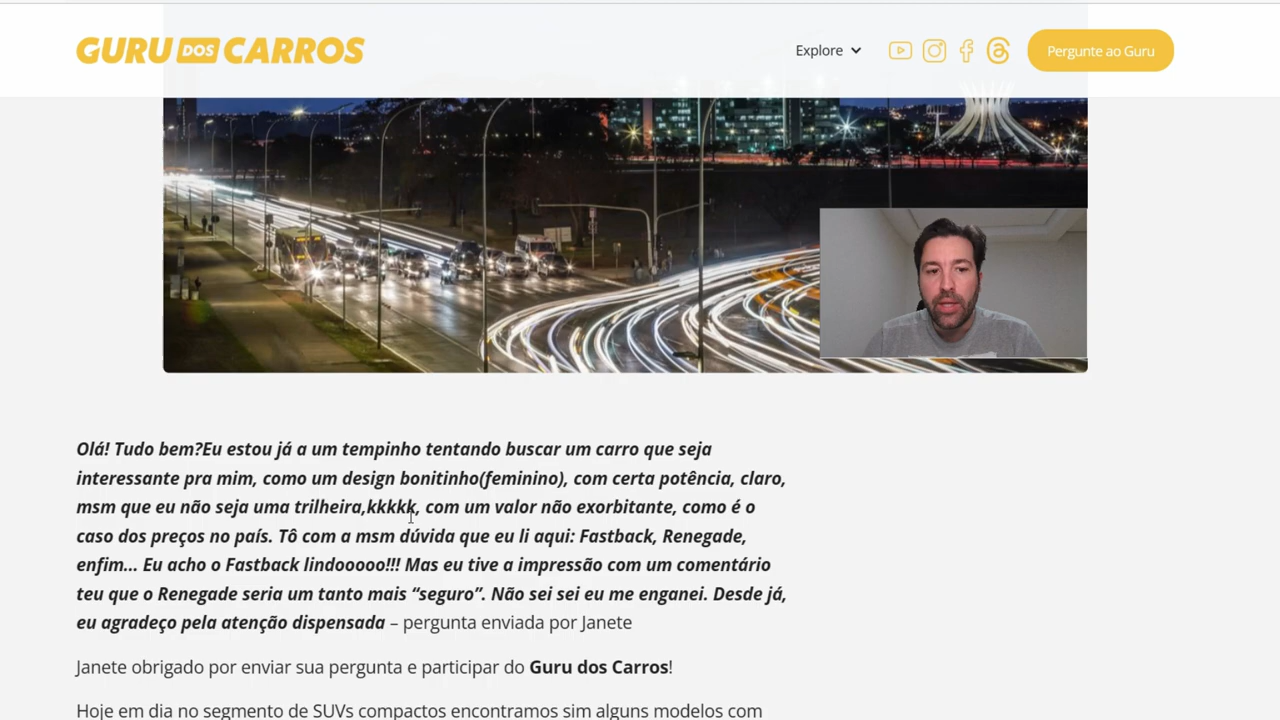 GURU DOS CARROS
Explore
Pergunte ao Guru
Olá! Tudo bem?Eu estou já a um tempinho tentando buscar um carro que seja
interessante pra mim, como um design bonitinho(feminino), com certa potência, claro,
msm que eu não seja uma trilheira,kkkkk, com um valor não exorbitante, como é o
caso dos preços no país. Tô com a msm dúvida que eu li aqui: Fastback, Renegade,
enfim... Eu acho o Fastback lindooooo!!! Mas eu tive a impressão com um comentário
teu que o Renegade seria um tanto mais “seguro”. Não sei sei eu me enganei. Desde já,
eu agradeço pela atenção dispensada – pergunta enviada por Janete
Janete obrigado por enviar sua pergunta e participar do Guru dos Carros!
Hoje em dia no segmento de SUVs compactos encontramos sim alguns modelos com